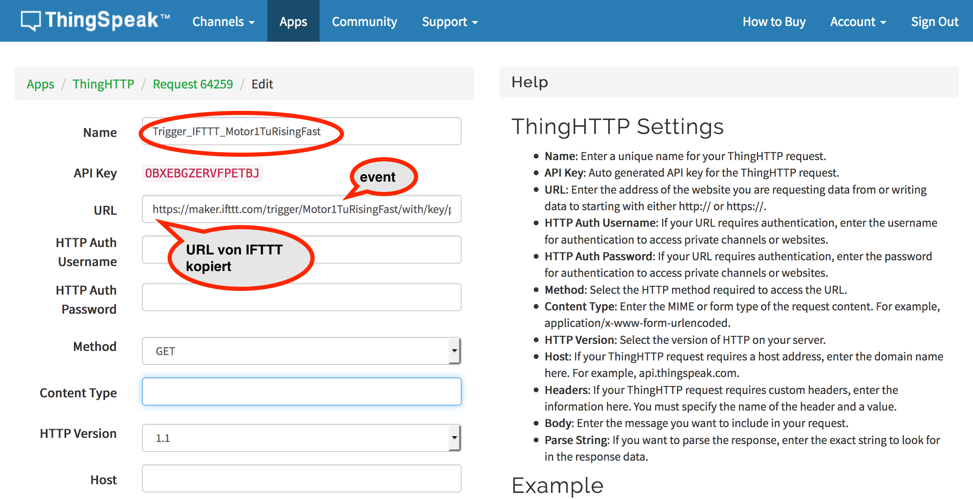 ThingSpeak™ Channels Apps Community Support How to Buy Account Sign Out
Apps / ThingHTTP / Request 64259 / Edit
Name Trigger_IFTTT_Motor1TuRisingFast
API Key OBXEBGZERVFPETBJ
event
URL https://maker.ifttt.com/trigger/Motor1TuRisingFast/with/key/p
HTTP Auth
Username
URL von IFTTT
kopiert
HTTP Auth
Password
Method GET
Content Type
HTTP Version 1.1
Host
Help
ThingHTTP Settings
• Name: Enter a unique name for your ThingHTTP request.
• API Key: Auto generated API key for the ThingHTTP request.
• URL: Enter the address of the website you are requesting data from or writing
data to starting with either http:// or https://.
• HTTP Auth Username: If your URL requires authentication, enter the username
for authentication to access private channels or websites.
• HTTP Auth Password: If your URL requires authentication, enter the password
for authentication to access private channels or websites.
• Method: Select the HTTP method required to access the URL.
• Content Type: Enter the MIME or form type of the request content. For example,
application/x-www-form-urlencoded.
• HTTP Version: Select the version of HTTP on your server.
• Host: If your ThingHTTP request requires a host address, enter the domain name
here. For example, api.thingspeak.com.
• Headers: If your ThingHTTP request requires custom headers, enter the
information here. You must specify the name of the header and a value.
• Body: Enter the message you want to include in your request.
• Parse String: If you want to parse the response, enter the exact string to look for
in the response data.
Example